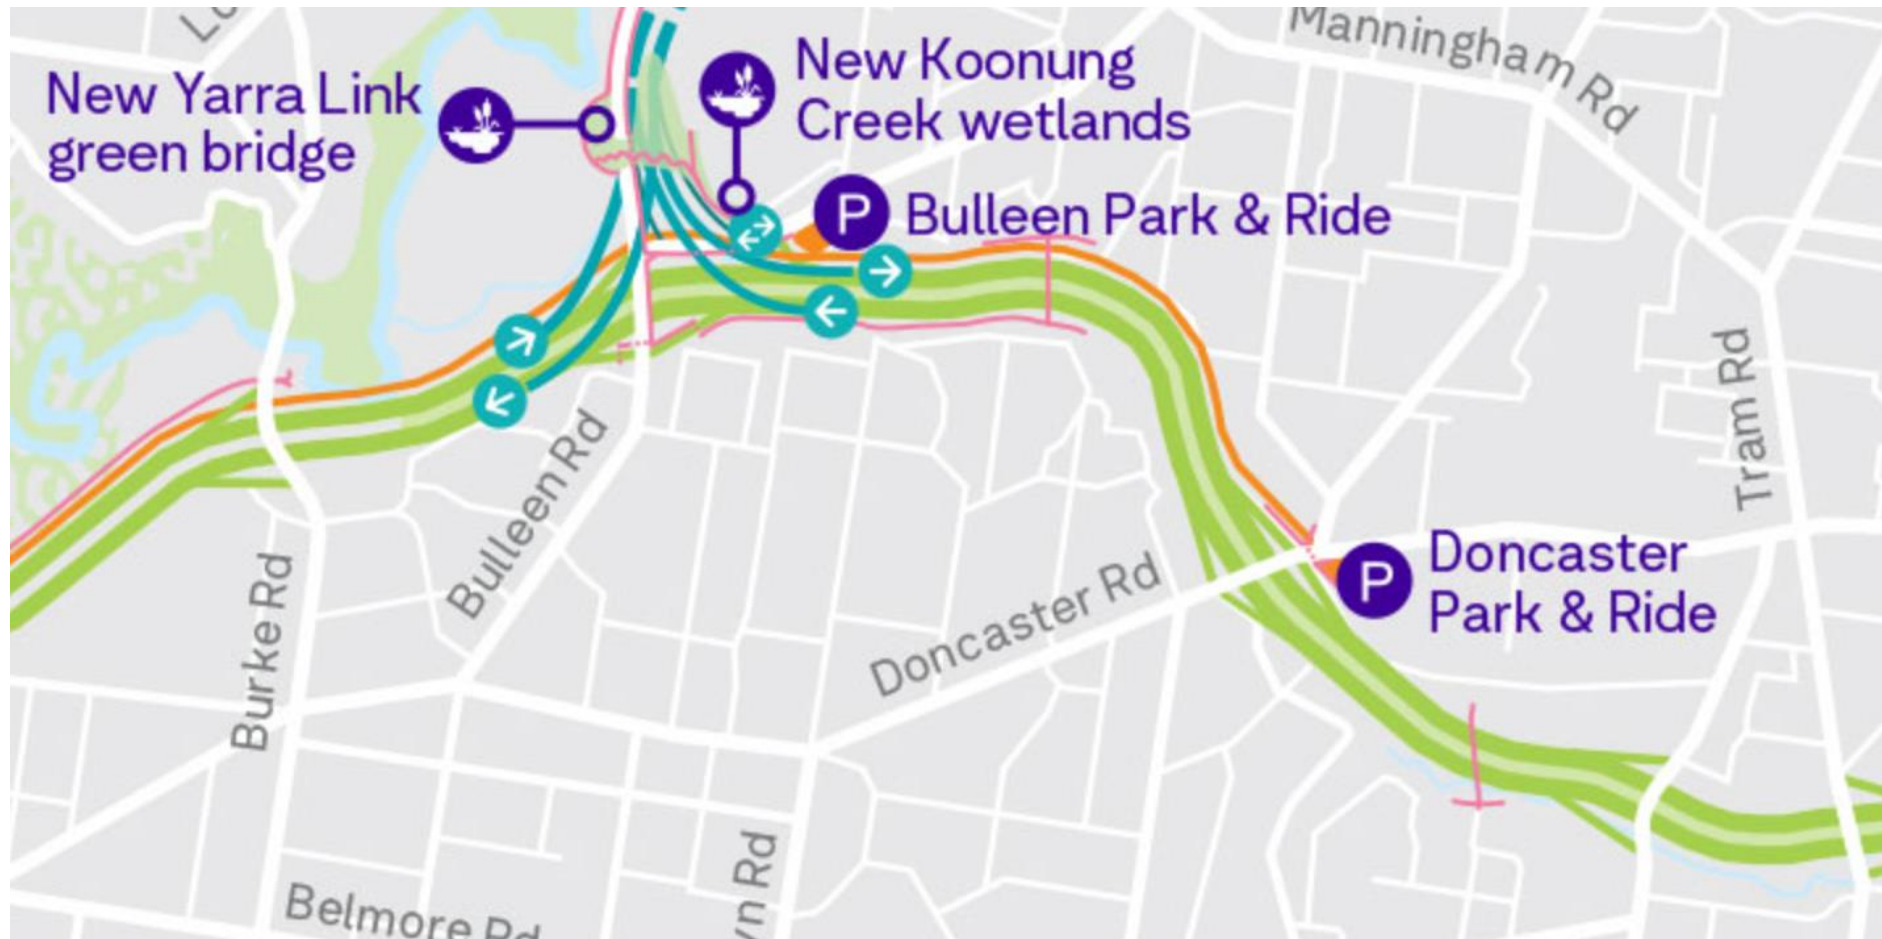 Manningham Rd
New Yarra Link
green bridge
New Koonung
Creek wetlands
P
Bulleen Park & Ride
Tram Rd
Bulleen Rd
Burke Rd
Doncaster Rd
P
Doncaster
Park & Ride
Belmore Rd
Rd